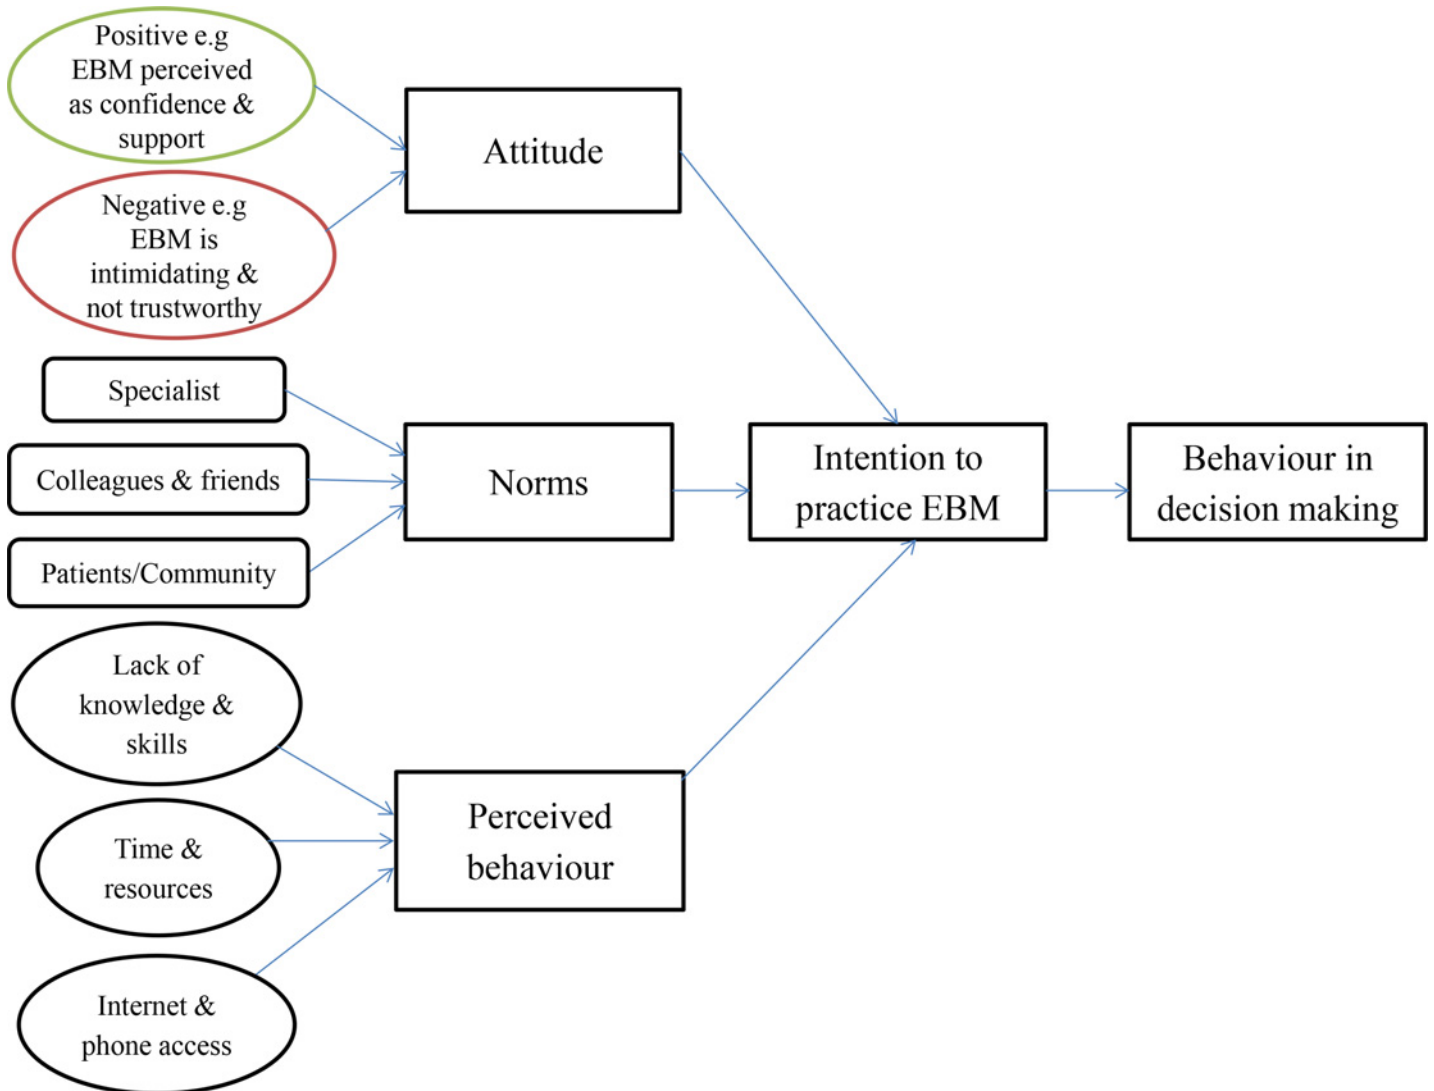 Positive e.g
EBM perceived
as confidence &
support
Negative e.g
EBM is
intimidating &
not trustworthy
Attitude
Specialist
Colleagues & friends
Patients/Community
Norms
Intention to
practice EBM
Behaviour in
decision making
Lack of
knowledge &
skills
Time &
resources
Internet &
phone access
Perceived
behaviour